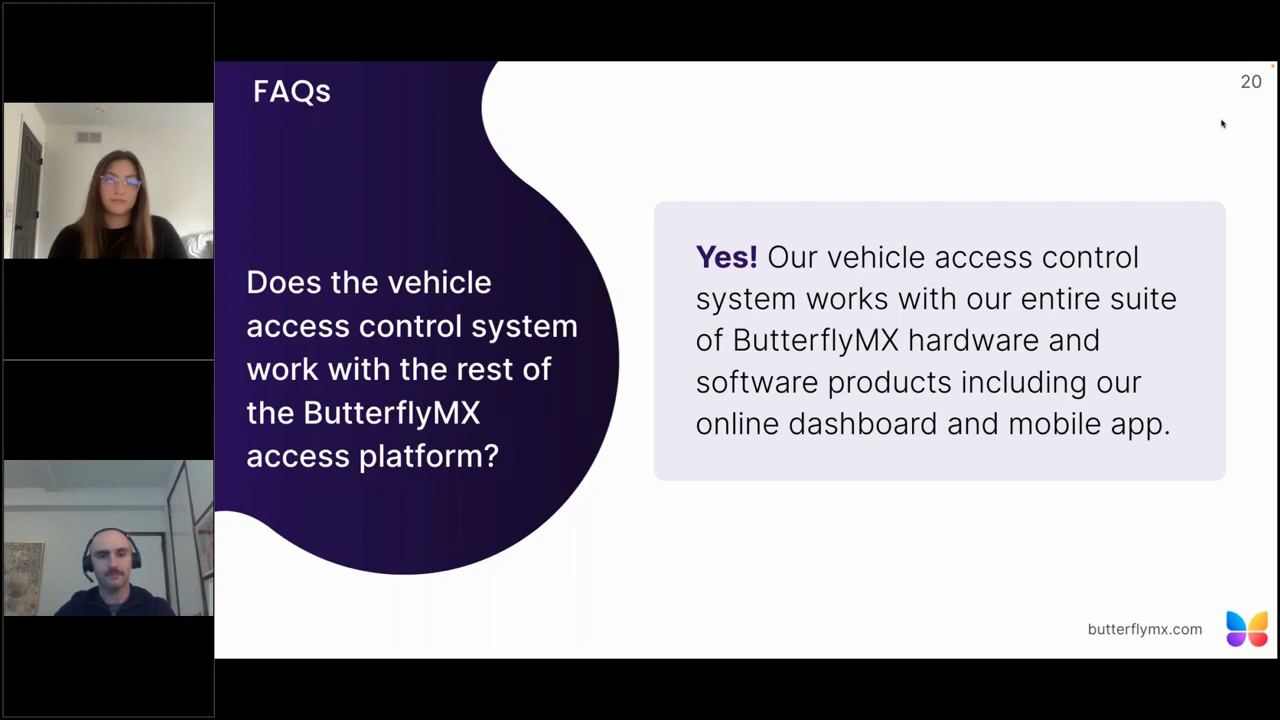 FAQs
20
Does the vehicle
access control system
work with the rest of
the ButterflyMX
access platform?
Yes! Our vehicle access control
system works with our entire suite
of ButterflyMX hardware and
software products including our
online dashboard and mobile app.
butterflymx.com